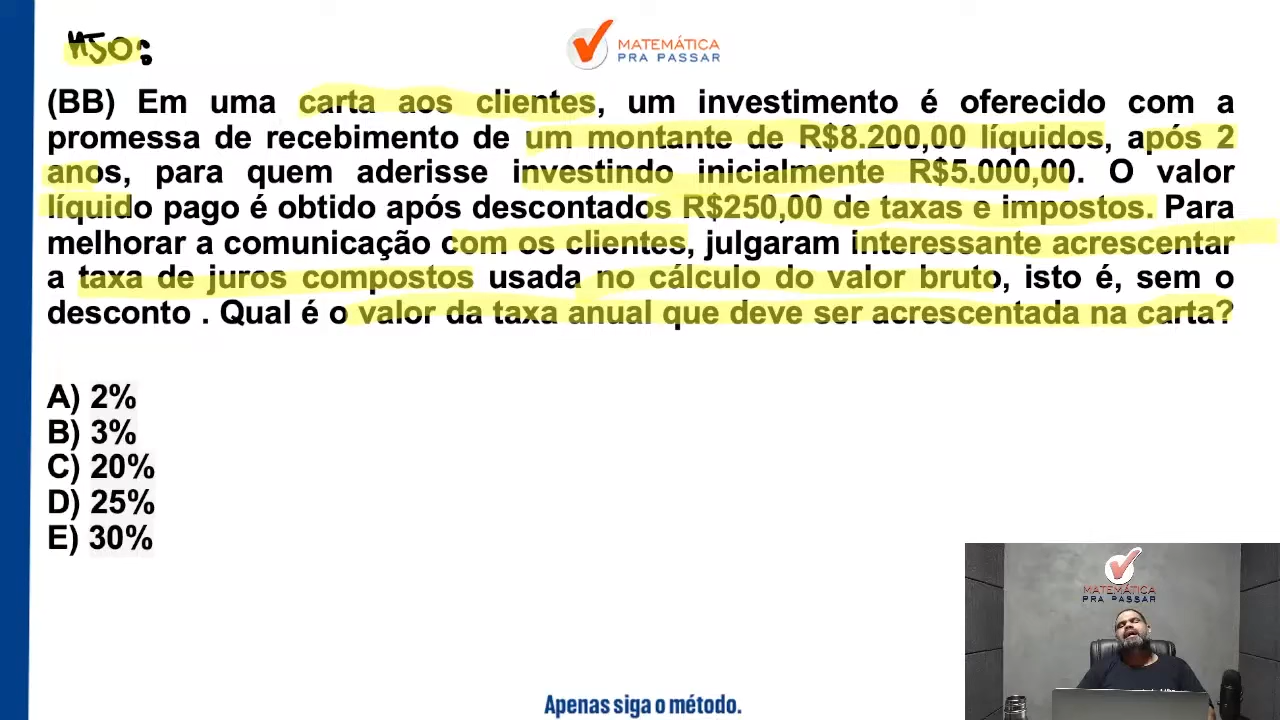 MJO:
MATEMÁTICA
PRA PASSAR
(BB) Em uma carta aos clientes, um investimento é oferecido com a
promessa de recebimento de um montante de R$8.200,00 líquidos, após 2
anos, para quem aderisse investindo inicialmente R$5.000,00. O valor
líquido pago é obtido após descontados R$250,00 de taxas e impostos. Para
melhorar a comunicação com os clientes, julgaram interessante acrescentar
a taxa de juros compostos usada no cálculo do valor bruto, isto é, sem o
desconto . Qual é o valor da taxa anual que deve ser acrescentada na carta?
A) 2%
B) 3%
C) 20%
D) 25%
E) 30%
MATEMÁTICA
PRA PASSAR
Apenas siga o método.